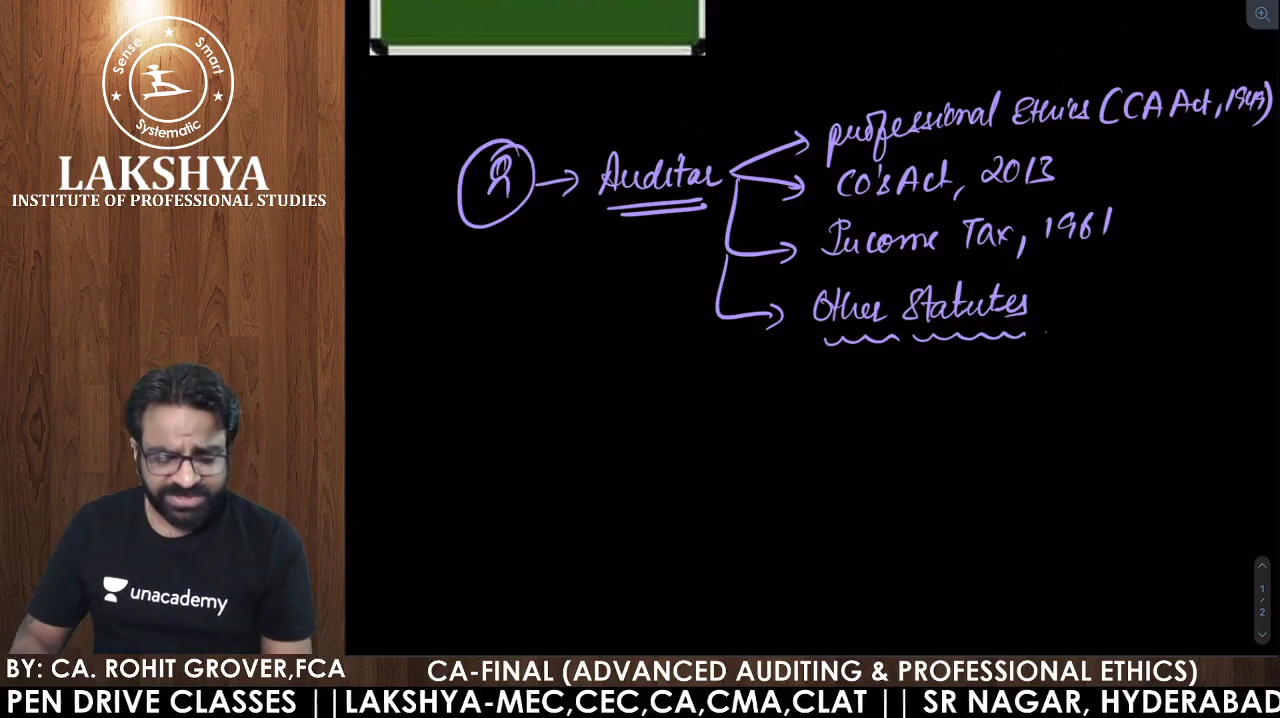 Sense
Smart
Systematic
LAKSHYA
INSTITUTE OF PROFESSIONAL STUDIES
professional Ethics (CA Act, 1949)
Auditor
Co's Act, 2013
Income Tax, 1961
Other Statutes
unacademy
1
/
2
BY: CA. ROHIT GROVER,FCA
CA-FINAL (ADVANCED AUDITING & PROFESSIONAL ETHICS)
PEN DRIVE CLASSES ||LAKSHYA-MEC,CEC,CA,CMA,CLAT || SR NAGAR, HYDERABAD